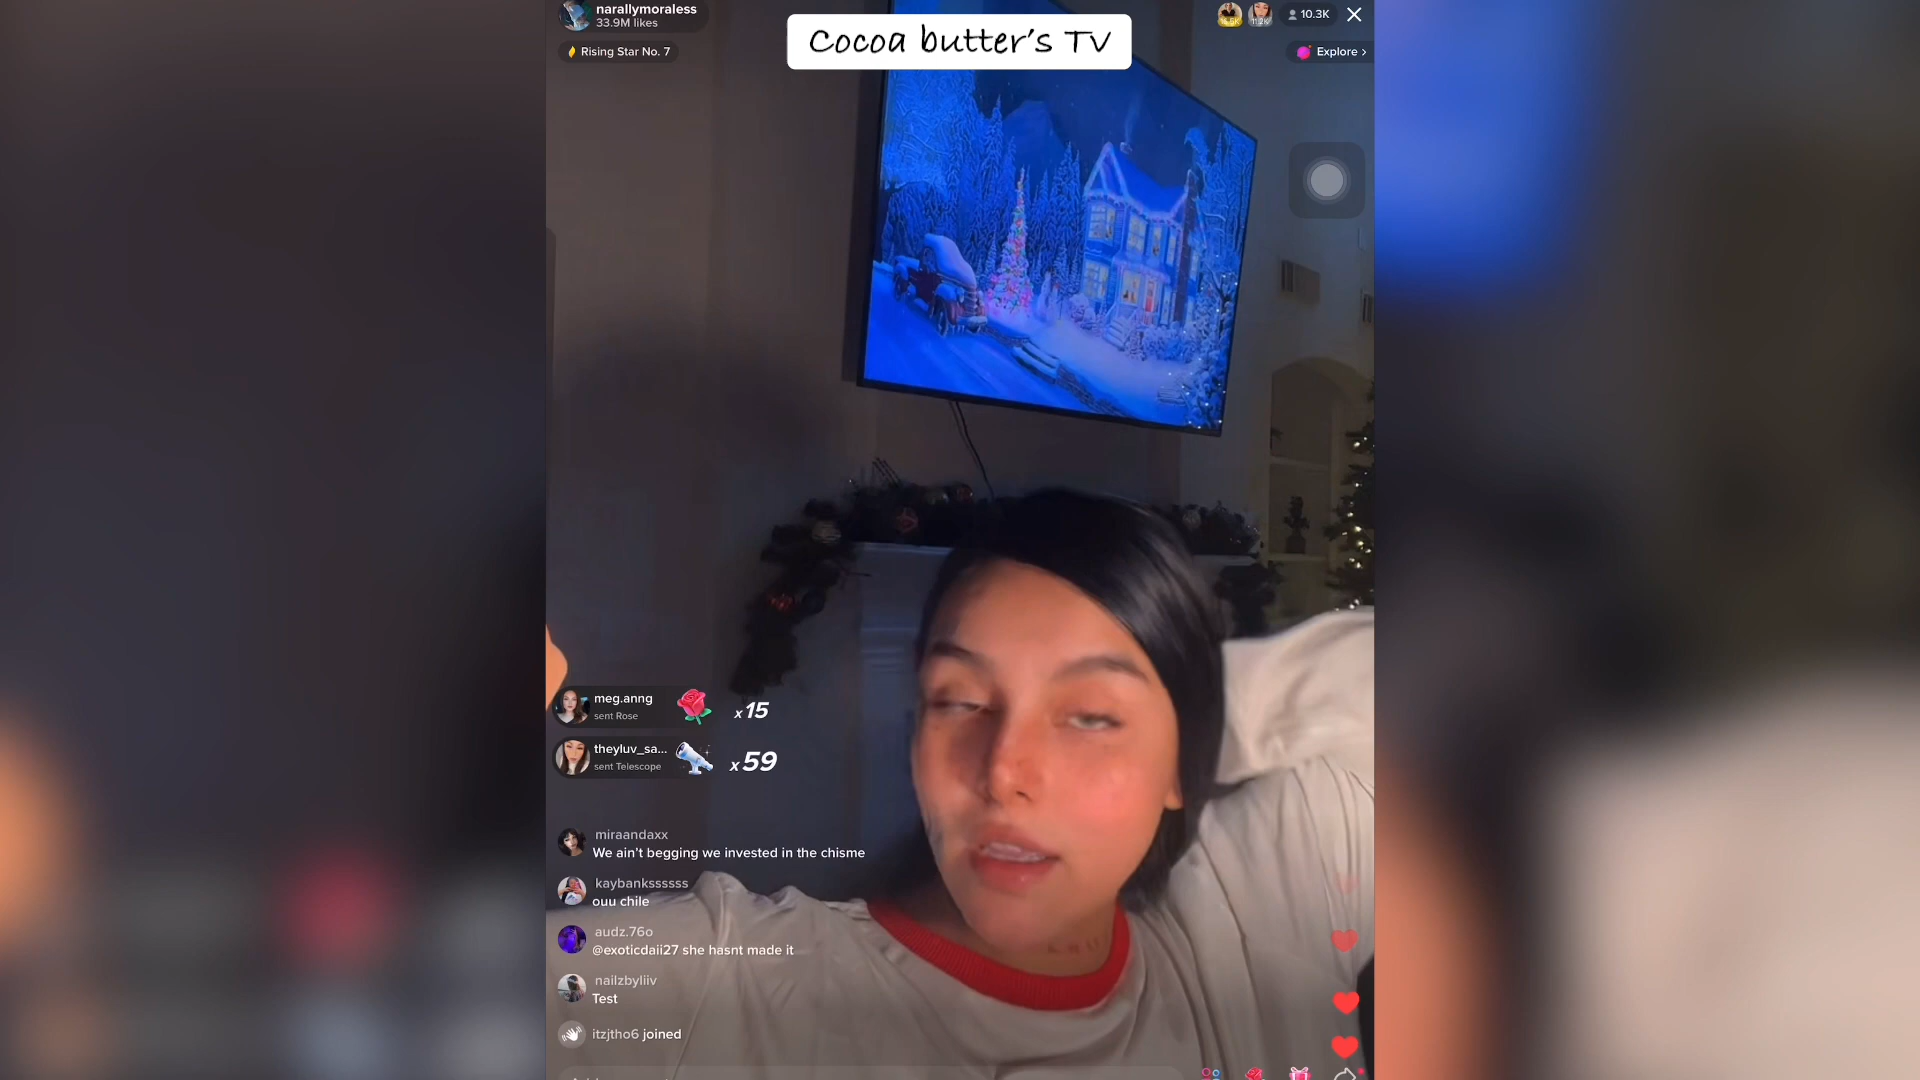 narallymoraless
33.9M likes
10.3K
Cocoa butter's TV
Rising Star No. 7
Explore >
meg.anng
sent Rose
x15
theyluv_sa...
sent Telescope
x59
miraandaxx
We ain't begging we invested in the chisme
kaybankssssss
ouu chile
audz.76o
@exoticdaii27 she hasnt made it
nailzbyliiv
Test
itzjtho6 joined